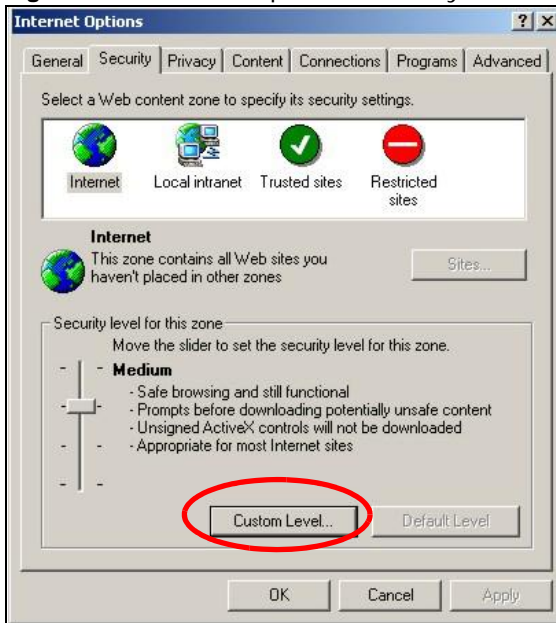 Internet Options
General Security Privacy Content Connections Programs Advanced
Select a Web content zone to specify its security settings.
Internet Local intranet Trusted sites Restricted sites
Internet
This zone contains all Web sites you haven't placed in other zones
Sites...
Security level for this zone
Move the slider to set the security level for this zone.
Medium
- Safe browsing and still functional
- Prompts before downloading potentially unsafe content
- Unsigned ActiveX controls will not be downloaded
- Appropriate for most Internet sites
Custom Level... Default Level
OK Cancel Apply